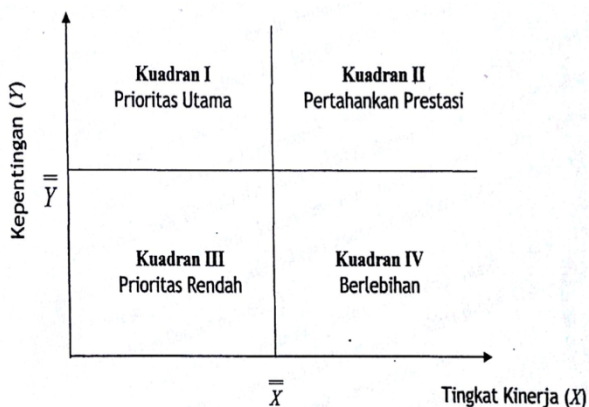 Kepentingan (Y)
Kuadran I
Prioritas Utama
Kuadran II
Pertahankan Prestasi
Y
Kuadran III
Prioritas Rendah
Kuadran IV
Berlebihan
X
Tingkat Kinerja (X)